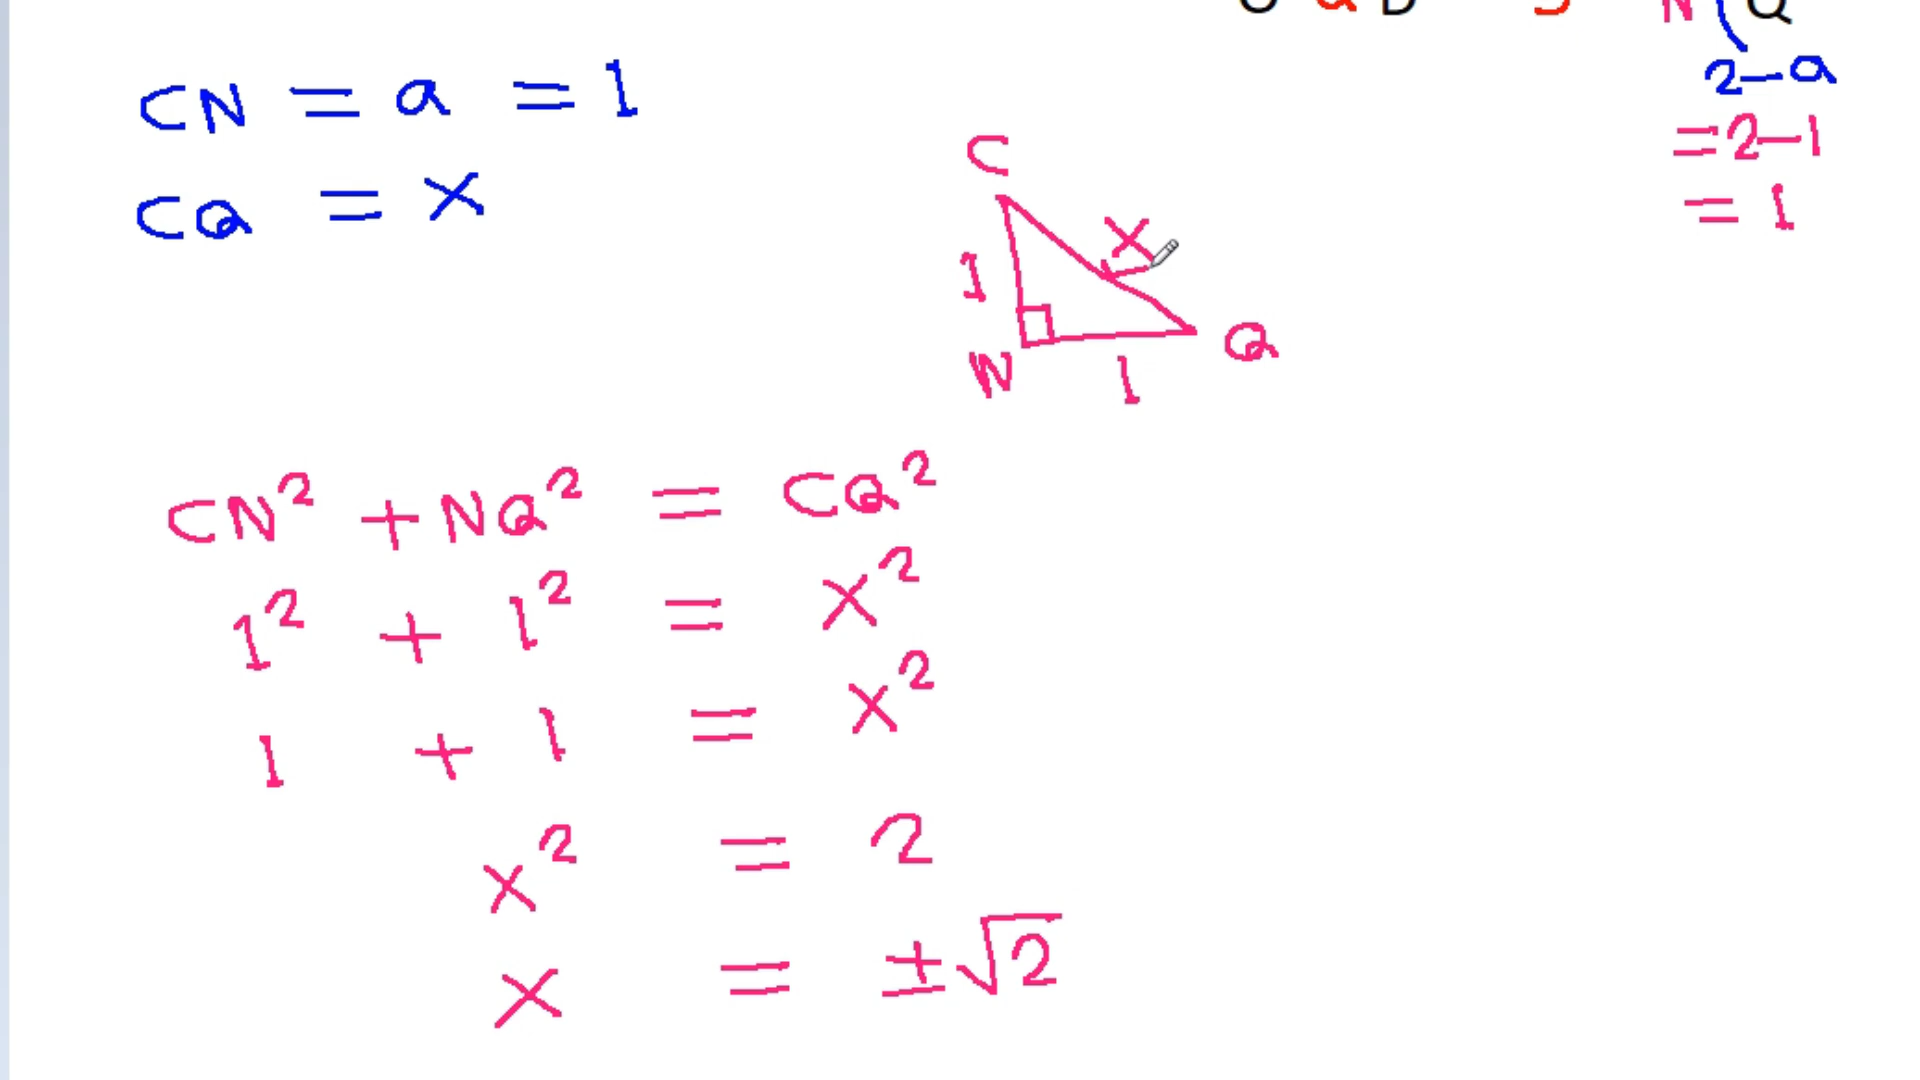 Q
2-a
CN = a = 1
= 2-1
CQ = x
= 1
C
x
1
N
1
Q
CN² + NQ² = CQ²
1² + 1² = x²
1 + 1 = x²
x² = 2
x = ±√2